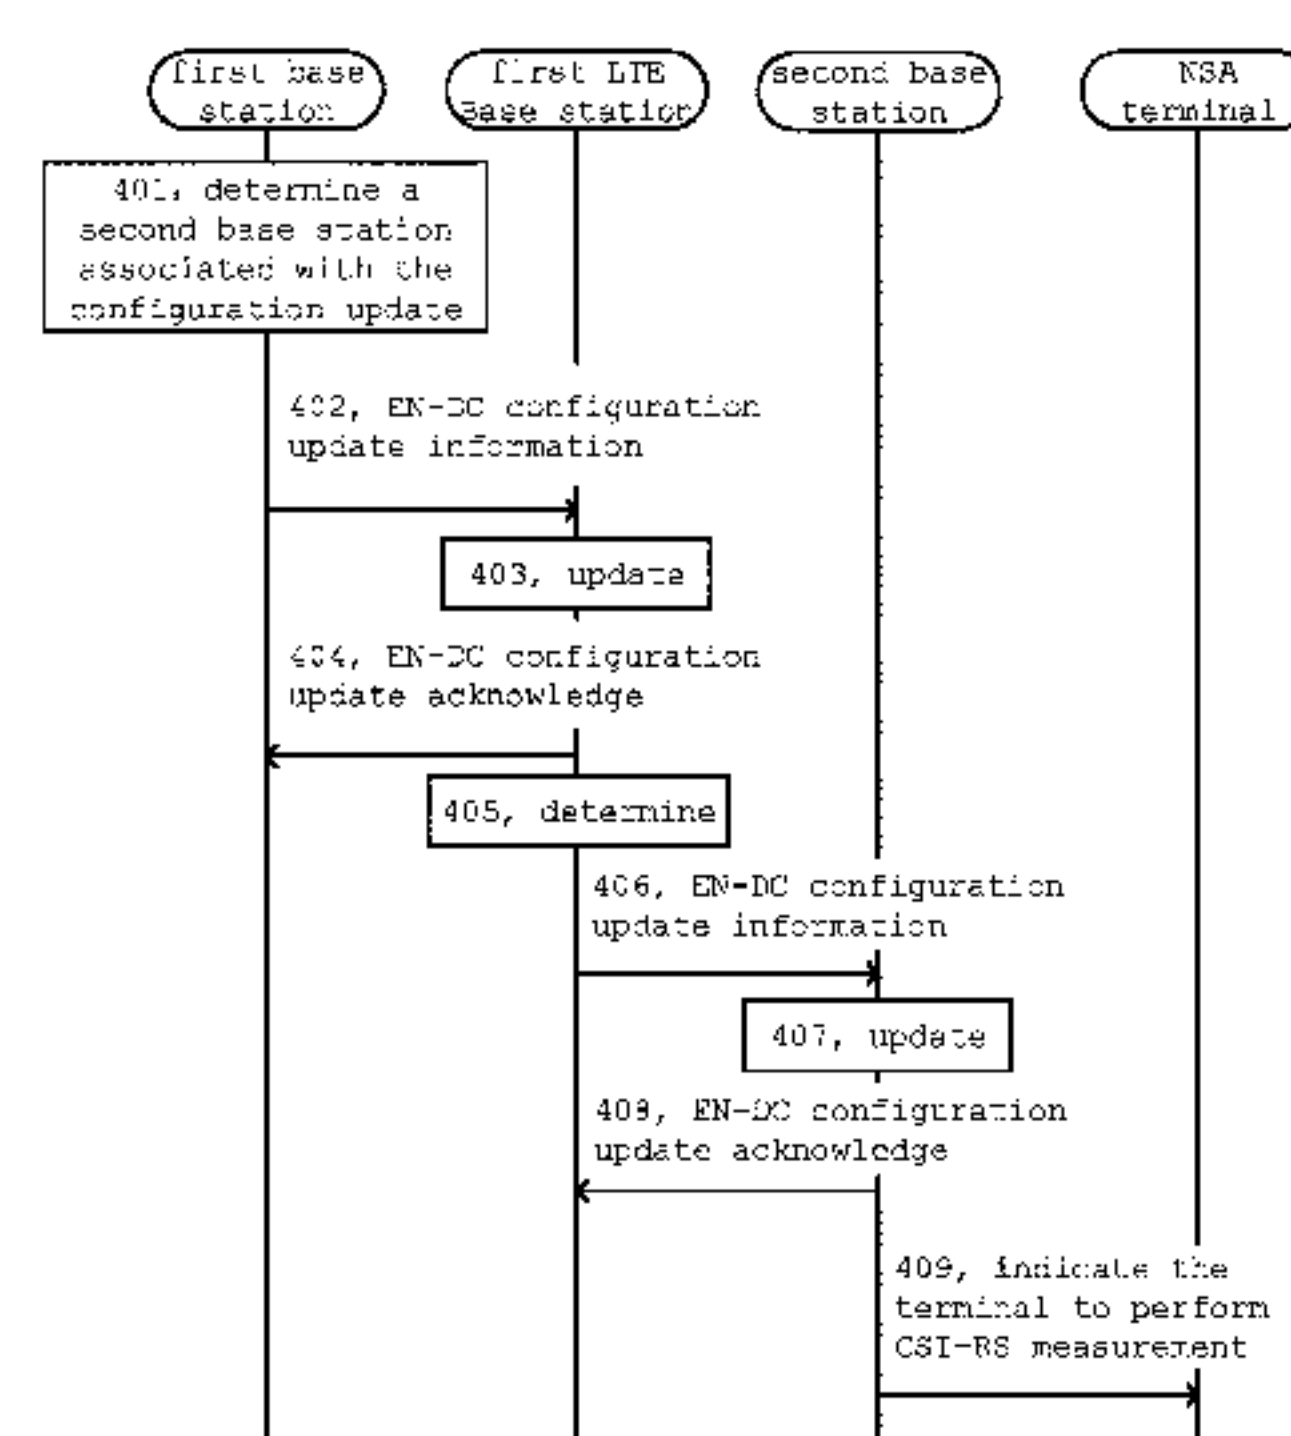 first base
station
first LTE
Base station
second base
station
NSA
terminal
401, determine a
second base station
associated with the
configuration update
402, EN-DC configuration
update information
403, update
404, EN-DC configuration
update acknowledge
405, determine
406, EN-DC configuration
update information
407, update
408, EN-DC configuration
update acknowledge
409, indicate the
terminal to perform
CSI-RS measurement